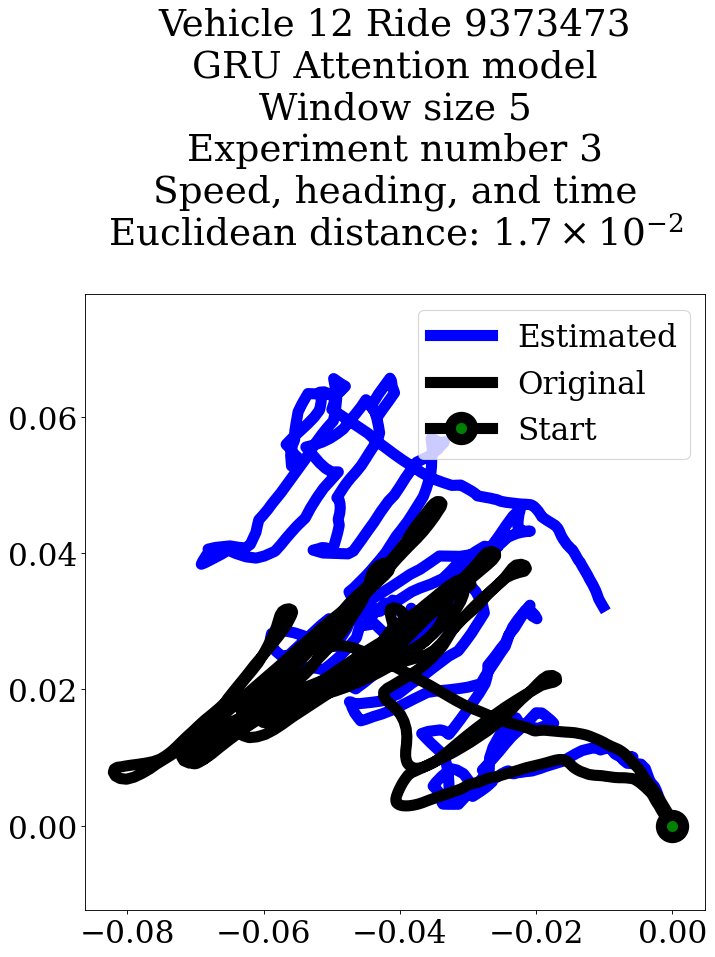 Vehicle 12 Ride 9373473
GRU Attention model
Window size 5
Experiment number 3
Speed, heading, and time
Euclidean distance: 1.7 × 10⁻²
Estimated
Original
Start
0.06
0.04
0.02
0.00
−0.08 −0.06 −0.04 −0.02 0.00